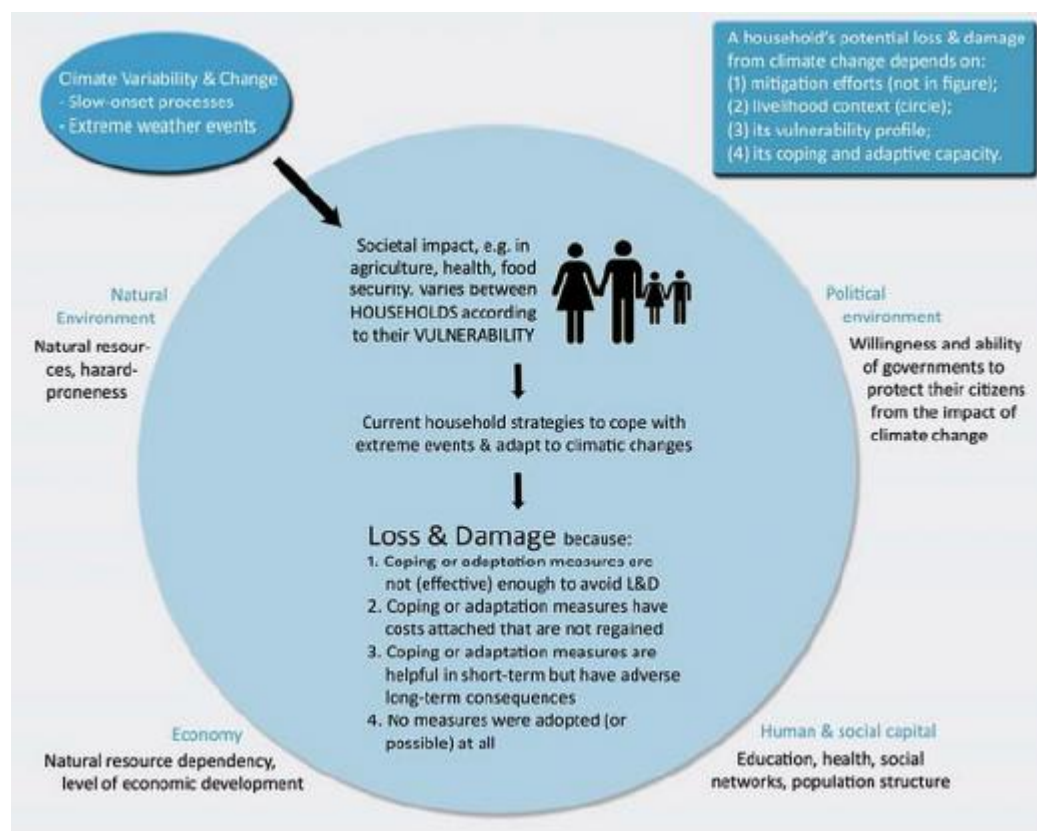 Climate Variability & Change
- Slow-onset processes
- Extreme weather events
A household's potential loss & damage
from climate change depends on:
(1) mitigation efforts (not in figure);
(2) livelihood context (circle);
(3) its vulnerability profile;
(4) its coping and adaptive capacity.
Societal impact, e.g. in
agriculture, health, food
security. varies between
HOUSEHOLDS according
to their VULNERABILITY
Natural
Environment
Natural resour-
ces, hazard-
proneness
Political
environment
Willingness and ability
of governments to
protect their citizens
from the impact of
climate change
Current household strategies to cope with
extreme events & adapt to climatic changes
Loss & Damage because:
1. Coping or adaptation measures are
not (effective) enough to avoid L&D
2. Coping or adaptation measures have
costs attached that are not regained
3. Coping or adaptation measures are
helpful in short-term but have adverse
long-term consequences
4. No measures were adopted (or
possible) at all
Economy
Natural resource dependency,
level of economic development
Human & social capital
Education, health, social
networks, population structure